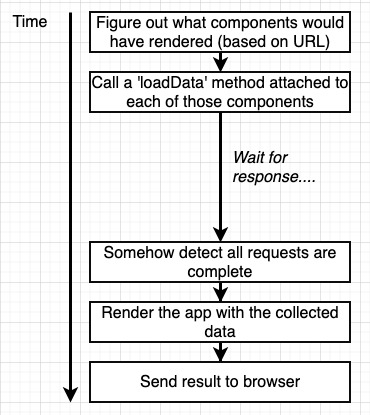 Time
Figure out what components would
have rendered (based on URL)
Call a 'loadData' method attached to
each of those components
Wait for
response....
Somehow detect all requests are
complete
Render the app with the collected
data
Send result to browser